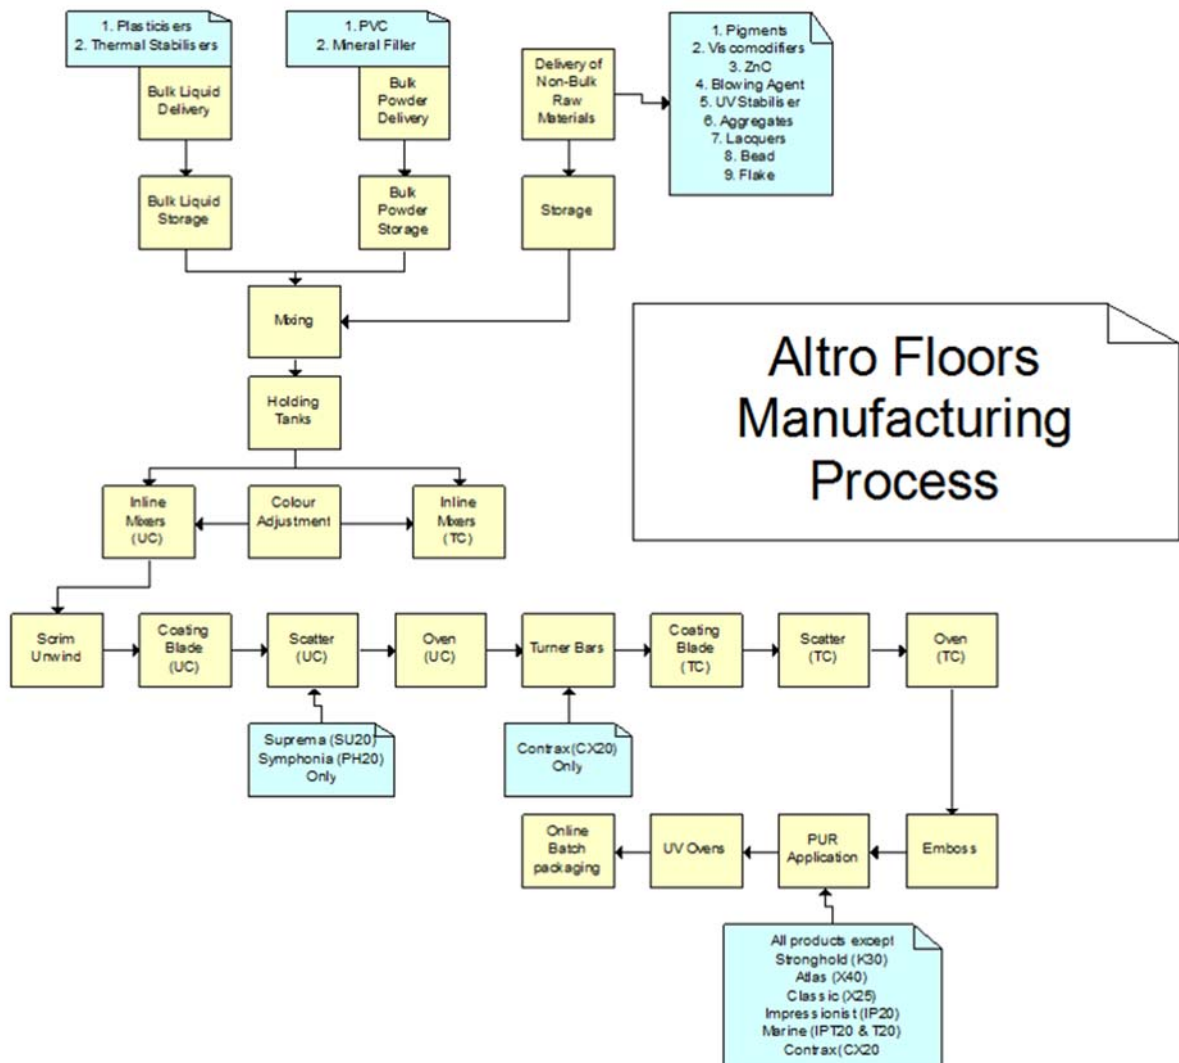 1. Plasticisers
2. Thermal Stabilisers
1. PVC
2. Mineral Filler
1. Pigments
2. Viscomodifiers
3. ZnO
4. Blowing Agent
5. UV Stabiliser
6. Aggregates
7. Lacquers
8. Bead
9. Flake
Bulk Liquid
Delivery
Bulk
Powder
Delivery
Delivery of
Non-Bulk
Raw
Materials
Bulk Liquid
Storage
Bulk
Powder
Storage
Storage
Mixing
Altro Floors
Manufacturing
Process
Holding
Tanks
Inline
Mixers
(UC)
Colour
Adjustment
Inline
Mixers
(TC)
Scrim
Unwind
Coating
Blade
(UC)
Scatter
(UC)
Oven
(UC)
Turner Bars
Coating
Blade
(TC)
Scatter
(TC)
Oven
(TC)
Suprema (SU20)
Symphonia (PH20)
Only
Contrax (CX20)
Only
Online
Batch
packaging
UV Ovens
PUR
Application
Emboss
All products except
Stronghold (K30)
Atlas (X40)
Classic (X25)
Impressionist (IP20)
Marine (IPT20 & T20)
Contrax (CX20